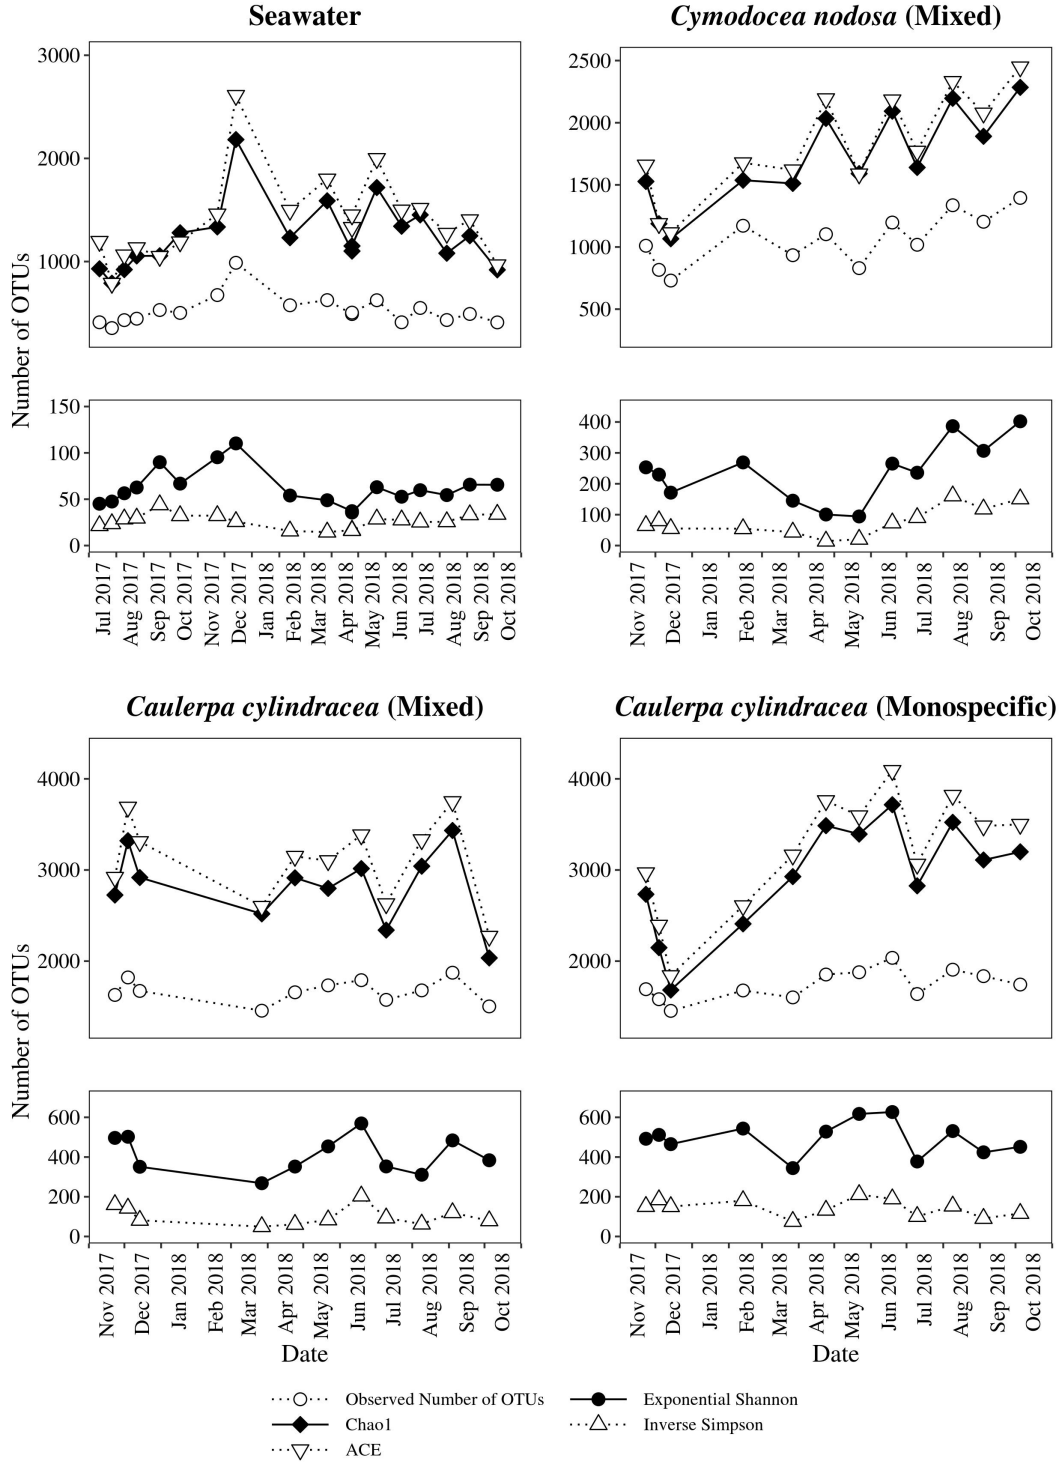 Seawater
Cymodocea nodosa (Mixed)
Number of OTUs
3000
2000
1000
2500
2000
1500
1000
500
150
100
50
0
400
300
200
100
0
Jul 2017
Aug 2017
Sep 2017
Oct 2017
Nov 2017
Dec 2017
Jan 2018
Feb 2018
Mar 2018
Apr 2018
May 2018
Jun 2018
Jul 2018
Aug 2018
Sep 2018
Oct 2018
Nov 2017
Dec 2017
Jan 2018
Feb 2018
Mar 2018
Apr 2018
May 2018
Jun 2018
Jul 2018
Aug 2018
Sep 2018
Oct 2018
Caulerpa cylindracea (Mixed)
Caulerpa cylindracea (Monospecific)
Number of OTUs
4000
3000
2000
4000
3000
2000
600
400
200
0
600
400
200
0
Nov 2017
Dec 2017
Jan 2018
Feb 2018
Mar 2018
Apr 2018
May 2018
Jun 2018
Jul 2018
Aug 2018
Sep 2018
Oct 2018
Nov 2017
Dec 2017
Jan 2018
Feb 2018
Mar 2018
Apr 2018
May 2018
Jun 2018
Jul 2018
Aug 2018
Sep 2018
Oct 2018
Date
Date
Observed Number of OTUs
Chao1
ACE
Exponential Shannon
Inverse Simpson